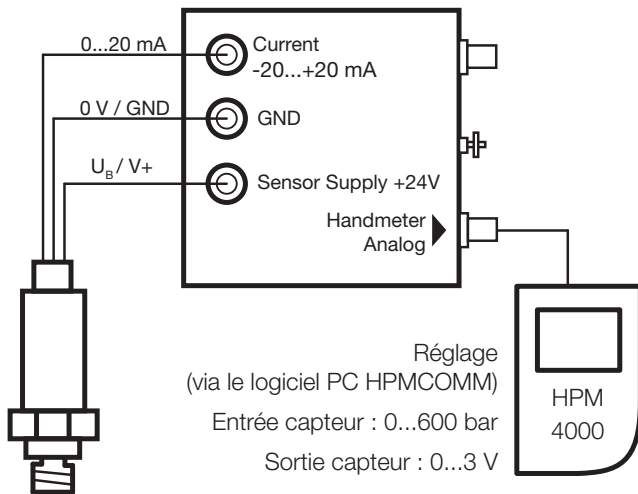 0...20 mA
Current
-20...+20 mA
0 V / GND
GND
U_B / V+
Sensor Supply +24V
Handmeter
Analog
Réglage
(via le logiciel PC HPMCOMM)
Entrée capteur : 0...600 bar
Sortie capteur : 0...3 V
HPM
4000